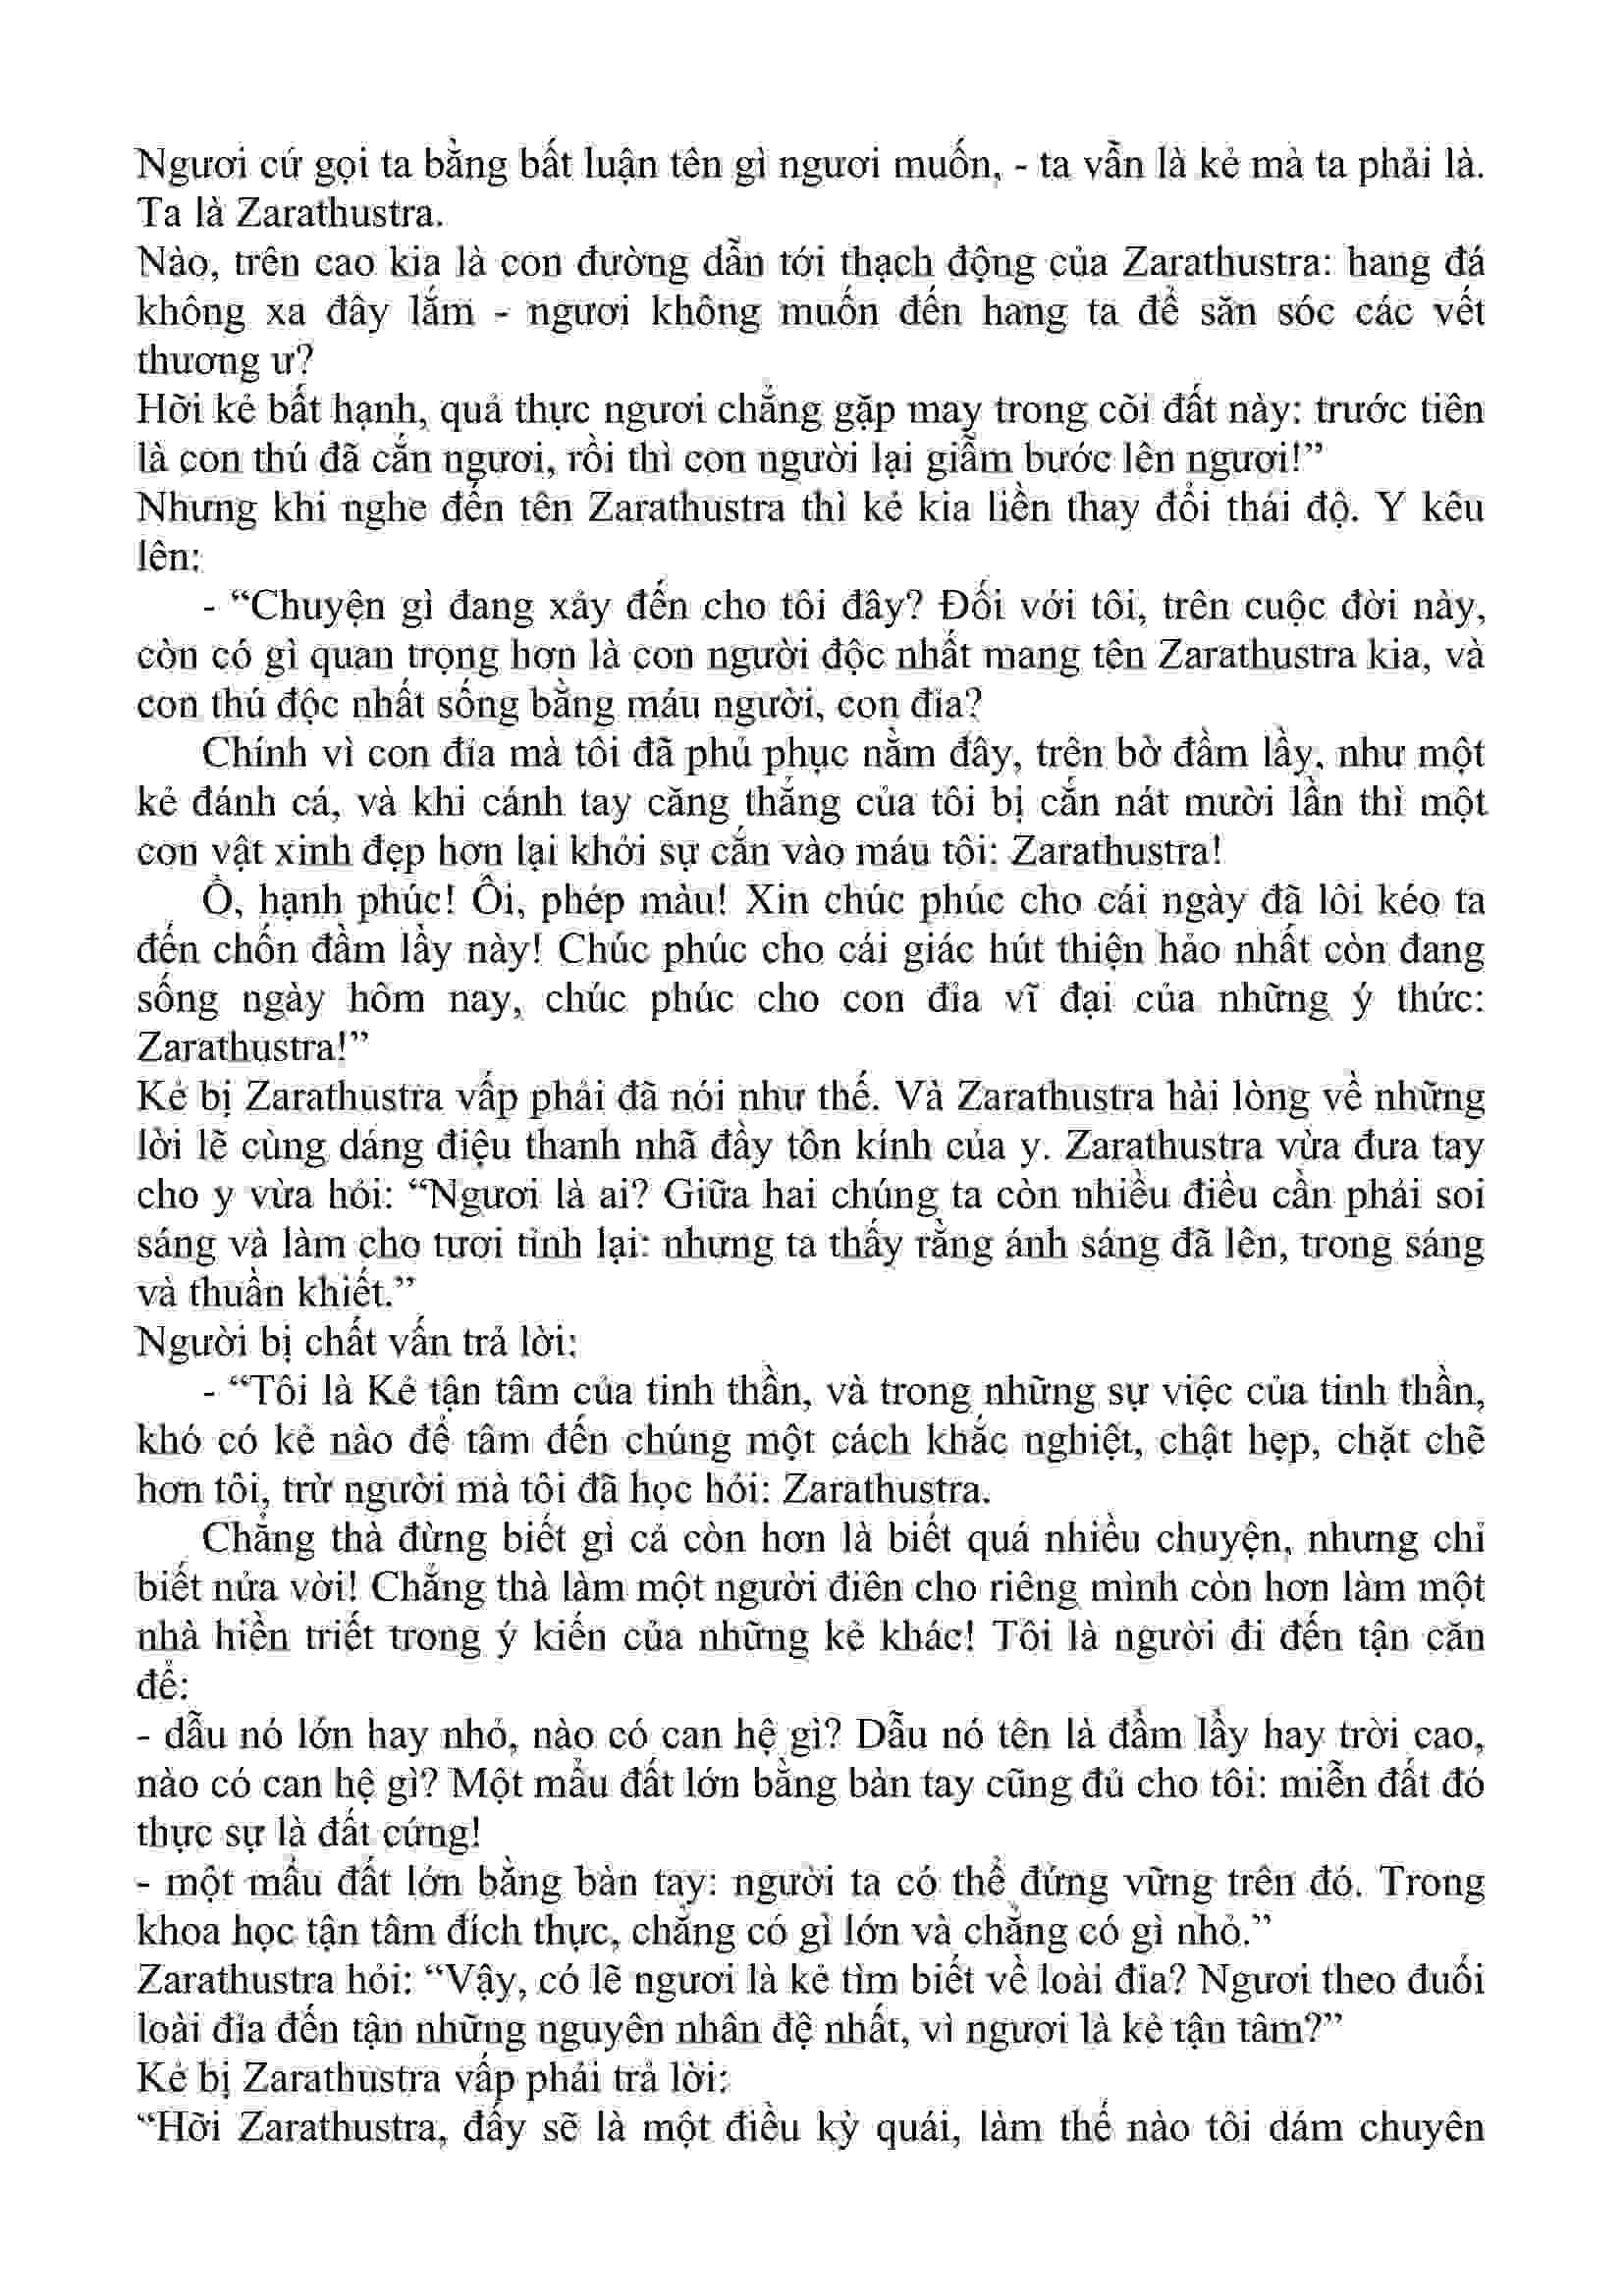 Ngươi cứ gọi ta bằng bất luận tên gì ngươi muốn, - ta vẫn là kẻ mà ta phải là.
Ta là Zarathustra.
Nào, trên cao kia là con đường dẫn tới thạch động của Zarathustra: hang đá
không xa đây lắm - ngươi không muốn đến hang ta để săn sóc các vết
thương ư?
Hỡi kẻ bất hạnh, quả thực ngươi chẳng gặp may trong cõi đất này: trước tiên
là con thú đã cắn ngươi, rồi thì con người lại giẫm bước lên ngươi!”
Nhưng khi nghe đến tên Zarathustra thì kẻ kia liền thay đổi thái độ. Y kêu
lên:
- “Chuyện gì đang xảy đến cho tôi đây? Đối với tôi, trên cuộc đời này,
còn có gì quan trọng hơn là con người độc nhất mang tên Zarathustra kia, và
con thú độc nhất sống bằng máu người, con đỉa?
Chính vì con đỉa mà tôi đã phủ phục nằm đây, trên bờ đầm lầy, như một
kẻ đánh cá, và khi cánh tay căng thẳng của tôi bị cắn nát mười lần thì một
con vật xinh đẹp hơn lại khởi sự cắn vào máu tôi: Zarathustra!
Ồ, hạnh phúc! Ôi, phép màu! Xin chúc phúc cho cái ngày đã lôi kéo ta
đến chốn đầm lầy này! Chúc phúc cho cái giác hút thiện hảo nhất còn đang
sống ngày hôm nay, chúc phúc cho con đỉa vĩ đại của những ý thức:
Zarathustra!”
Kẻ bị Zarathustra vấp phải đã nói như thế. Và Zarathustra hài lòng về những
lời lẽ cùng dáng điệu thanh nhã đầy tôn kính của y. Zarathustra vừa đưa tay
cho y vừa hỏi: “Ngươi là ai? Giữa hai chúng ta còn nhiều điều cần phải soi
sáng và làm cho tươi tỉnh lại: nhưng ta thấy rằng ánh sáng đã lên, trong sáng
và thuần khiết.”
Người bị chất vấn trả lời:
- “Tôi là Kẻ tận tâm của tinh thần, và trong những sự việc của tinh thần,
khó có kẻ nào để tâm đến chúng một cách khắc nghiệt, chật hẹp, chặt chẽ
hơn tôi, trừ người mà tôi đã học hỏi: Zarathustra.
Chẳng thà đừng biết gì cả còn hơn là biết quá nhiều chuyện, nhưng chỉ
biết nửa vời! Chẳng thà làm một người điên cho riêng mình còn hơn làm một
nhà hiền triết trong ý kiến của những kẻ khác! Tôi là người đi đến tận căn
để:
- dẫu nó lớn hay nhỏ, nào có can hệ gì? Dẫu nó tên là đầm lầy hay trời cao,
nào có can hệ gì? Một mẩu đất lớn bằng bàn tay cũng đủ cho tôi: miễn đất đó
thực sự là đất cứng!
- một mẩu đất lớn bằng bàn tay: người ta có thể đứng vững trên đó. Trong
khoa học tận tâm đích thực, chẳng có gì lớn và chẳng có gì nhỏ.”
Zarathustra hỏi: “Vậy, có lẽ ngươi là kẻ tìm biết về loài đỉa? Ngươi theo đuổi
loài đỉa đến tận những nguyên nhân đệ nhất, vì ngươi là kẻ tận tâm?”
Kẻ bị Zarathustra vấp phải trả lời:
“Hỡi Zarathustra, đấy sẽ là một điều kỳ quái, làm thế nào tôi dám chuyên